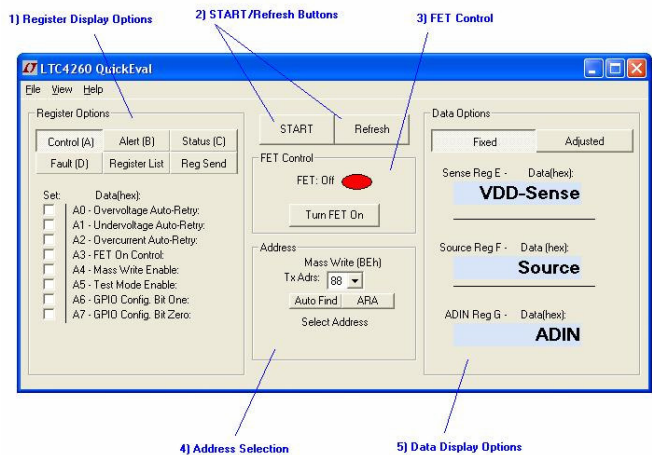 1) Register Display Options
2) START/Refresh Buttons
3) FET Control
LTC4260 QuickEval
File View Help
Register Options
Control (A) Alert (B) Status (C)
Fault (D) Register List Reg Send
Set: Data(hex):
A0 - Overvoltage Auto-Retry:
A1 - Undervoltage Auto-Retry:
A2 - Overcurrent Auto-Retry:
A3 - FET On Control:
A4 - Mass Write Enable:
A5 - Test Mode Enable:
A6 - GPIO Config. Bit One:
A7 - GPIO Config. Bit Zero:
START Refresh
FET Control
FET: Off
Turn FET On
Address
Mass Write (BEh)
Tx Adrs: 88
Auto Find ARA
Select Address
Data Options
Fixed Adjusted
Sense Reg E - Data(hex):
VDD-Sense
Source Reg F - Data (hex):
Source
ADIN Reg G - Data(hex):
ADIN
4) Address Selection
5) Data Display Options